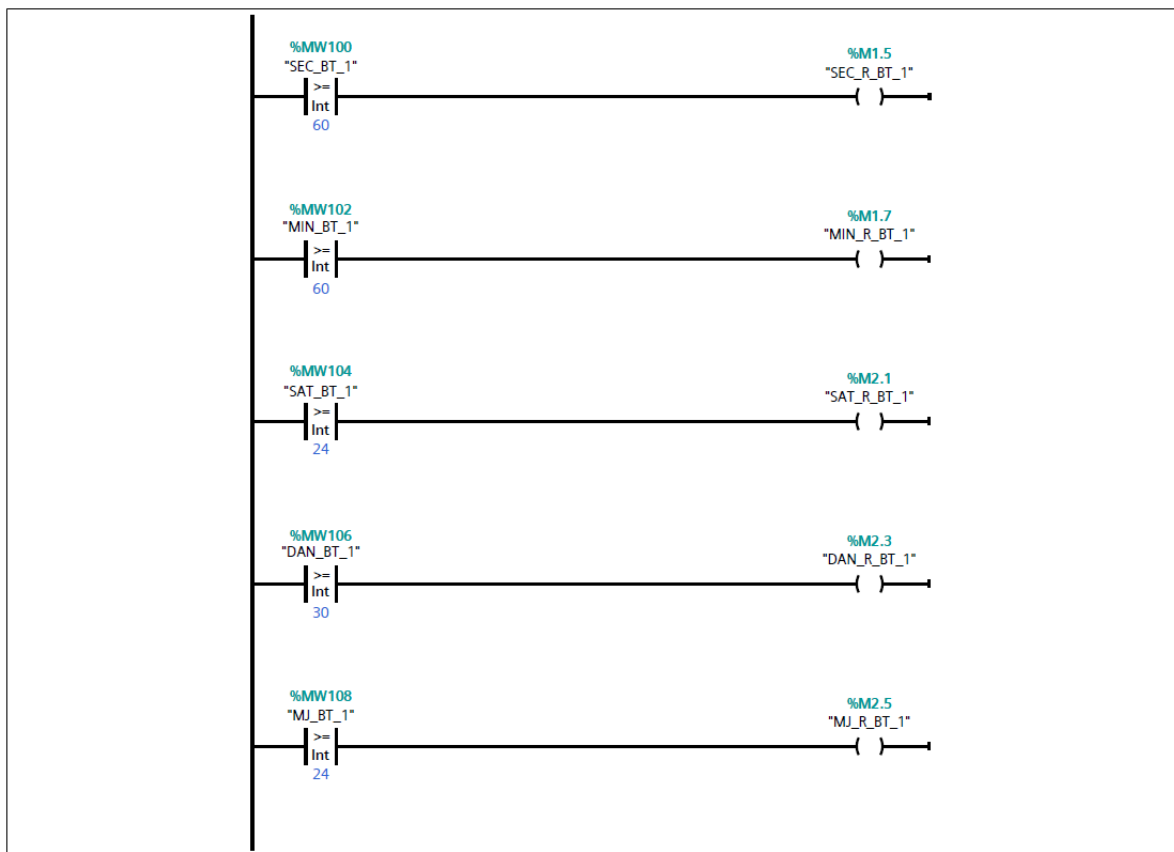 %MW100
"SEC_BT_1"
>=
Int
60
%M1.5
"SEC_R_BT_1"
%MW102
"MIN_BT_1"
>=
Int
60
%M1.7
"MIN_R_BT_1"
%MW104
"SAT_BT_1"
>=
Int
24
%M2.1
"SAT_R_BT_1"
%MW106
"DAN_BT_1"
>=
Int
30
%M2.3
"DAN_R_BT_1"
%MW108
"MJ_BT_1"
>=
Int
24
%M2.5
"MJ_R_BT_1"